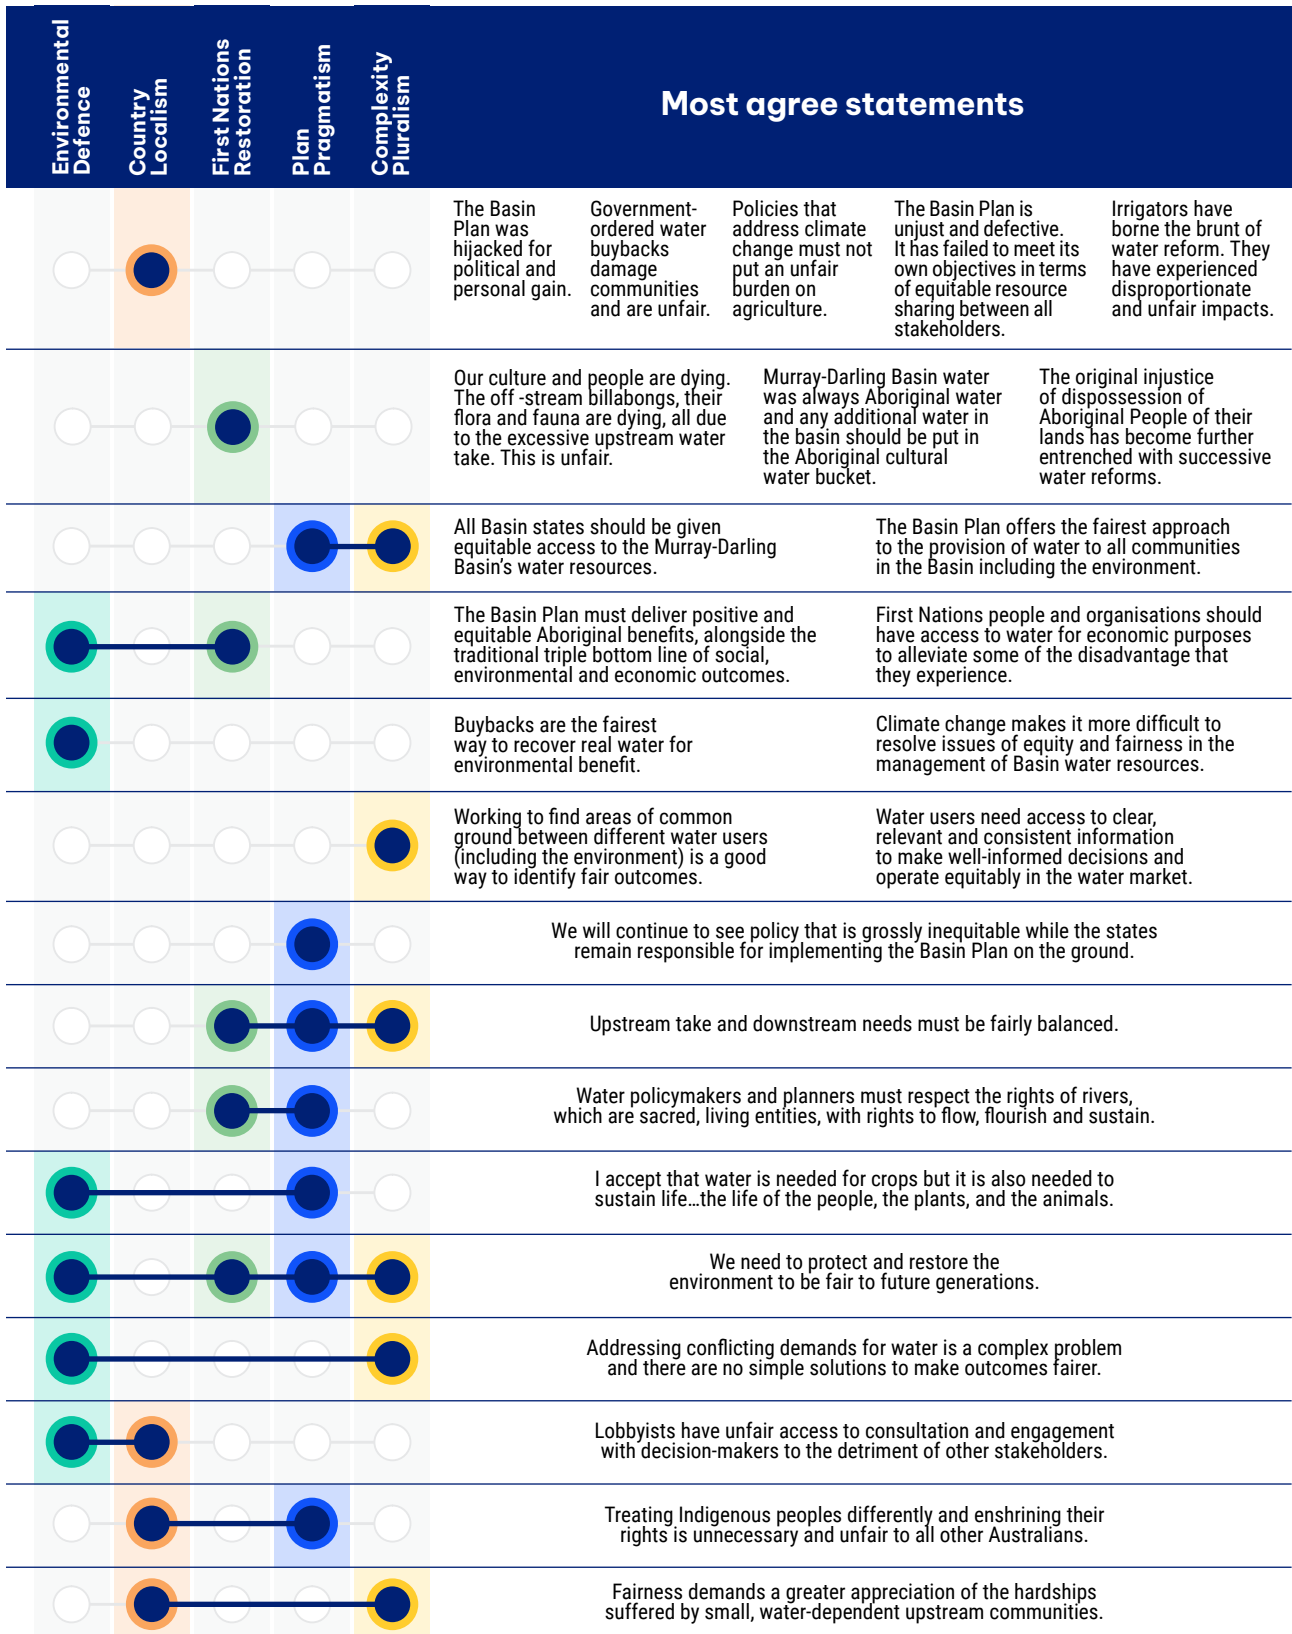 Environmental
Defence
Country
Localism
First Nations
Restoration
Plan
Pragmatism
Complexity
Pluralism
Most agree statements
The Basin
Plan was
hijacked for
political and
personal gain.
Government-
ordered water
buybacks
damage
communities
and are unfair.
Policies that
address climate
change must not
put an unfair
burden on
agriculture.
The Basin Plan is
unjust and defective.
It has failed to meet its
own objectives in terms
of equitable resource
sharing between all
stakeholders.
Irrigators have
borne the brunt of
water reform. They
have experienced
disproportionate
and unfair impacts.
Our culture and people are dying.
The off -stream billabongs, their
flora and fauna are dying, all due
to the excessive upstream water
take. This is unfair.
Murray-Darling Basin water
was always Aboriginal water
and any additional water in
the basin should be put in
the Aboriginal cultural
water bucket.
The original injustice
of dispossession of
Aboriginal People of their
lands has become further
entrenched with successive
water reforms.
All Basin states should be given
equitable access to the Murray-Darling
Basin's water resources.
The Basin Plan offers the fairest approach
to the provision of water to all communities
in the Basin including the environment.
The Basin Plan must deliver positive and
equitable Aboriginal benefits, alongside the
traditional triple bottom line of social,
environmental and economic outcomes.
First Nations people and organisations should
have access to water for economic purposes
to alleviate some of the disadvantage that
they experience.
Buybacks are the fairest
way to recover real water for
environmental benefit.
Climate change makes it more difficult to
resolve issues of equity and fairness in the
management of Basin water resources.
Working to find areas of common
ground between different water users
(including the environment) is a good
way to identify fair outcomes.
Water users need access to clear,
relevant and consistent information
to make well-informed decisions and
operate equitably in the water market.
We will continue to see policy that is grossly inequitable while the states
remain responsible for implementing the Basin Plan on the ground.
Upstream take and downstream needs must be fairly balanced.
Water policymakers and planners must respect the rights of rivers,
which are sacred, living entities, with rights to flow, flourish and sustain.
I accept that water is needed for crops but it is also needed to
sustain life…the life of the people, the plants, and the animals.
We need to protect and restore the
environment to be fair to future generations.
Addressing conflicting demands for water is a complex problem
and there are no simple solutions to make outcomes fairer.
Lobbyists have unfair access to consultation and engagement
with decision-makers to the detriment of other stakeholders.
Treating Indigenous peoples differently and enshrining their
rights is unnecessary and unfair to all other Australians.
Fairness demands a greater appreciation of the hardships
suffered by small, water-dependent upstream communities.